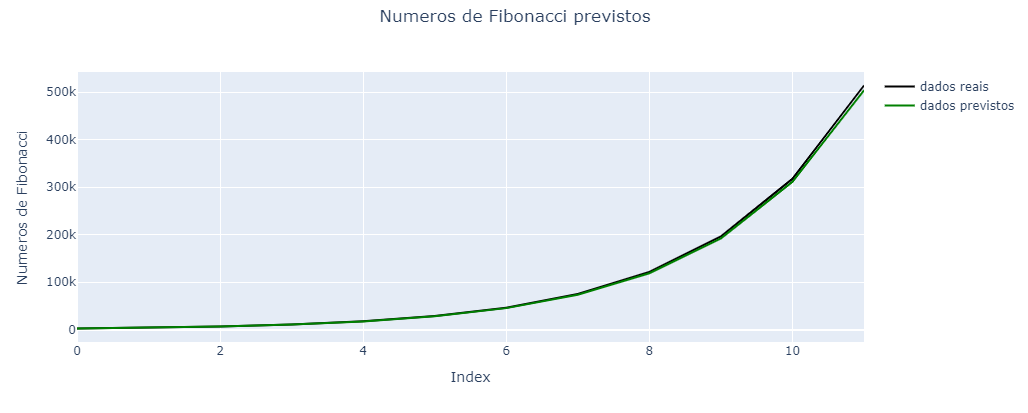 Numeros de Fibonacci previstos
dados reais
dados previstos
Numeros de Fibonacci
500k
400k
300k
200k
100k
0
0
2
4
6
8
10
Index